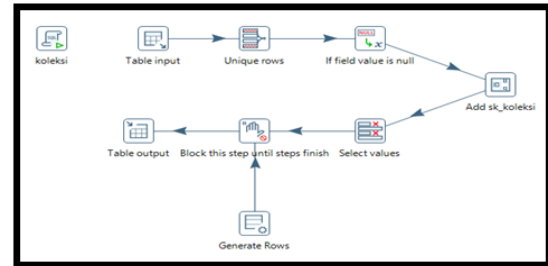 koleksi
Table input
Unique rows
If field value is null
Add sk_koleksi
Table output
Block this step until steps finish
Select values
Generate Rows